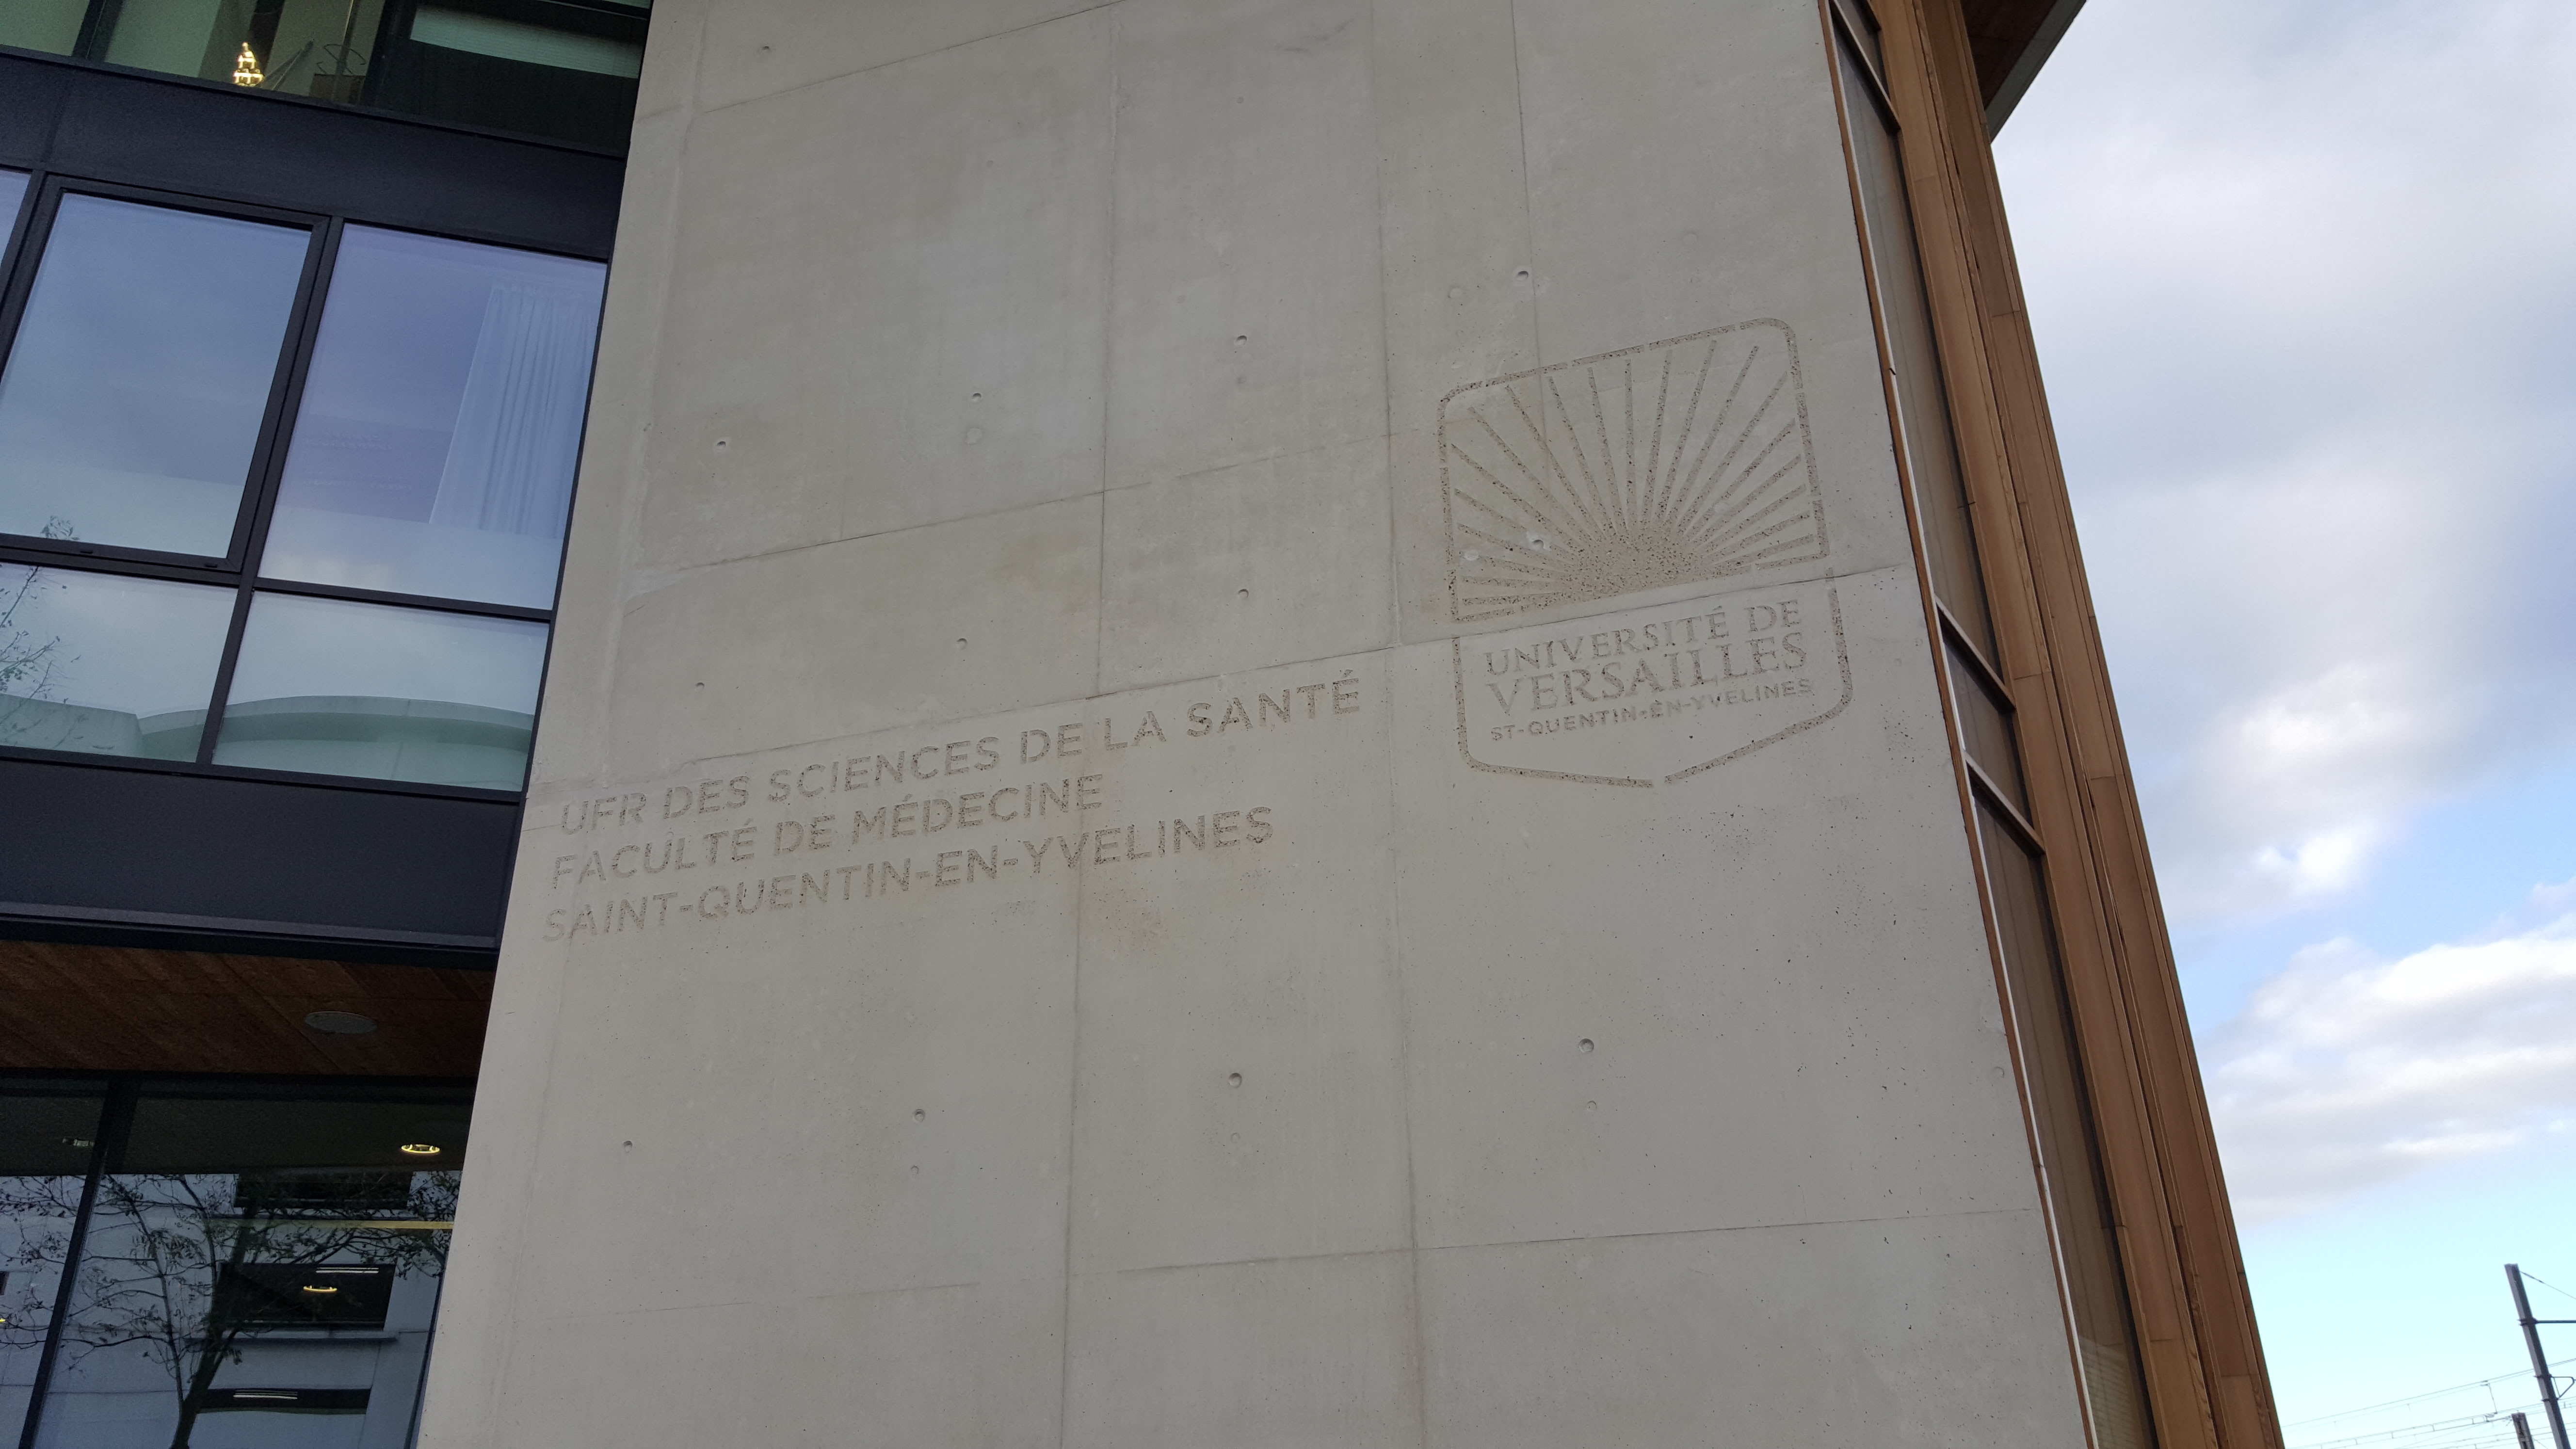 UFR DES SCIENCES DE LA SANTÉ
FACULTÉ DE MÉDECINE
SAINT-QUENTIN-EN-YVELINES
UNIVERSITÉ DE
VERSAILLES
ST-QUENTIN-EN-YVELINES